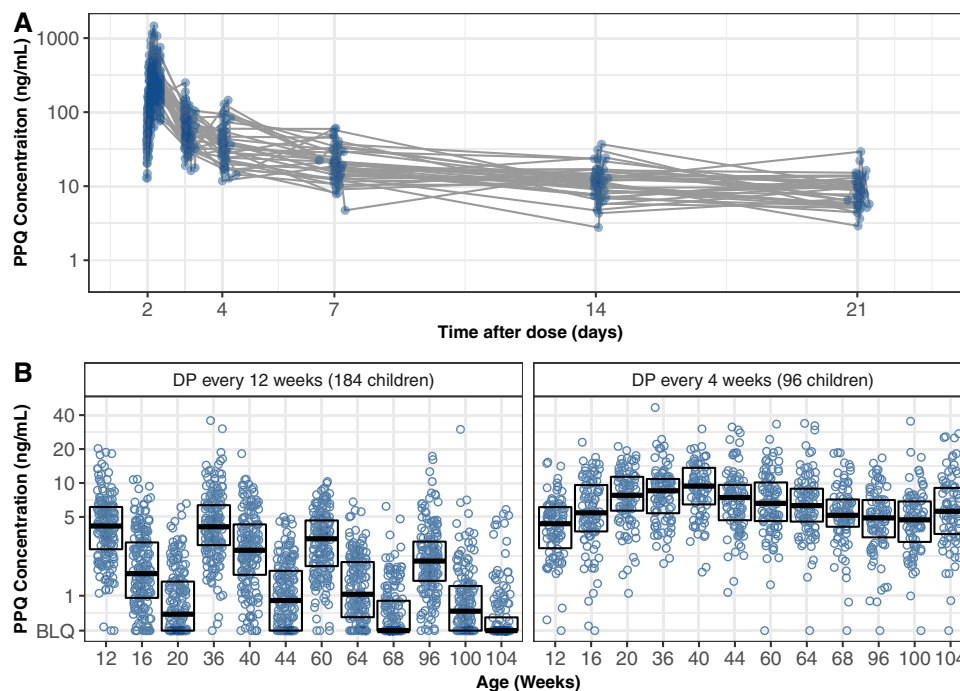 A
PPQ Concentraiton (ng/mL)
1000
100
10
1
2 4 7 14 21
Time after dose (days)
B
DP every 12 weeks (184 children) DP every 4 weeks (96 children)
PPQ Concentration (ng/mL)
40
20
10
5
1
BLQ
12 16 20 36 40 44 60 64 68 96 100 104 12 16 20 36 40 44 60 64 68 96 100 104
Age (Weeks)